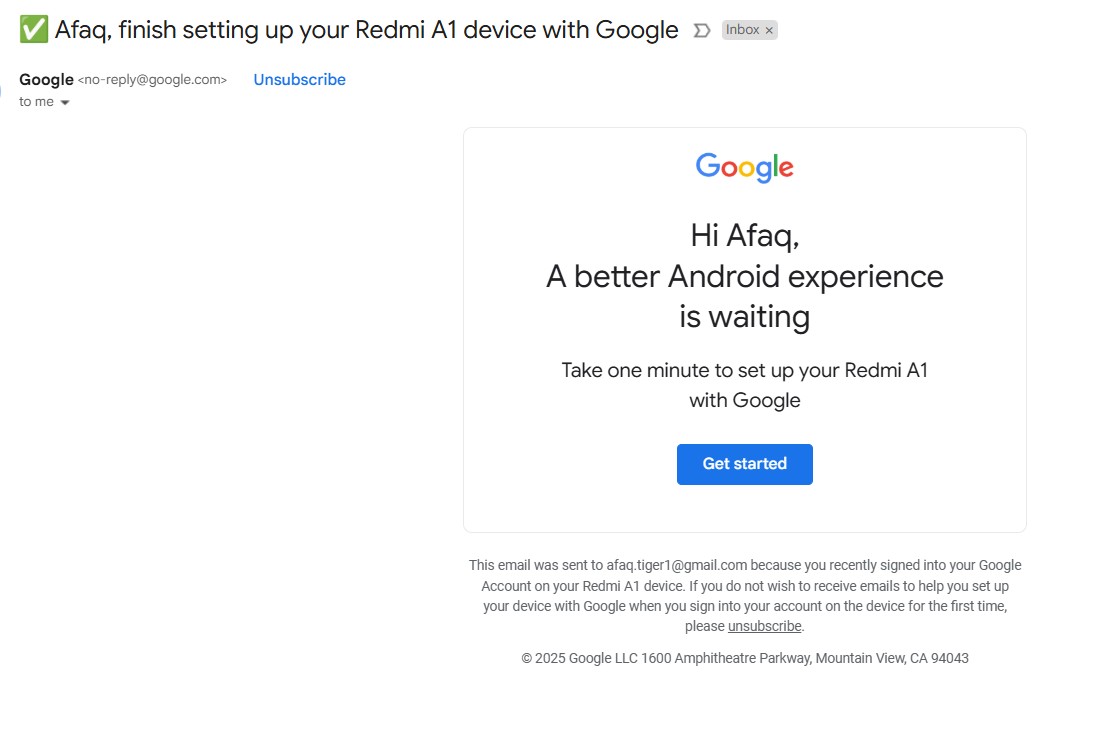 ✅ Afaq, finish setting up your Redmi A1 device with Google Inbox ×
Google <no-reply@google.com> Unsubscribe
to me
Google
Hi Afaq,
A better Android experience
is waiting
Take one minute to set up your Redmi A1
with Google
Get started
This email was sent to afaq.tiger1@gmail.com because you recently signed into your Google
Account on your Redmi A1 device. If you do not wish to receive emails to help you set up
your device with Google when you sign into your account on the device for the first time,
please unsubscribe.
© 2025 Google LLC 1600 Amphitheatre Parkway, Mountain View, CA 94043